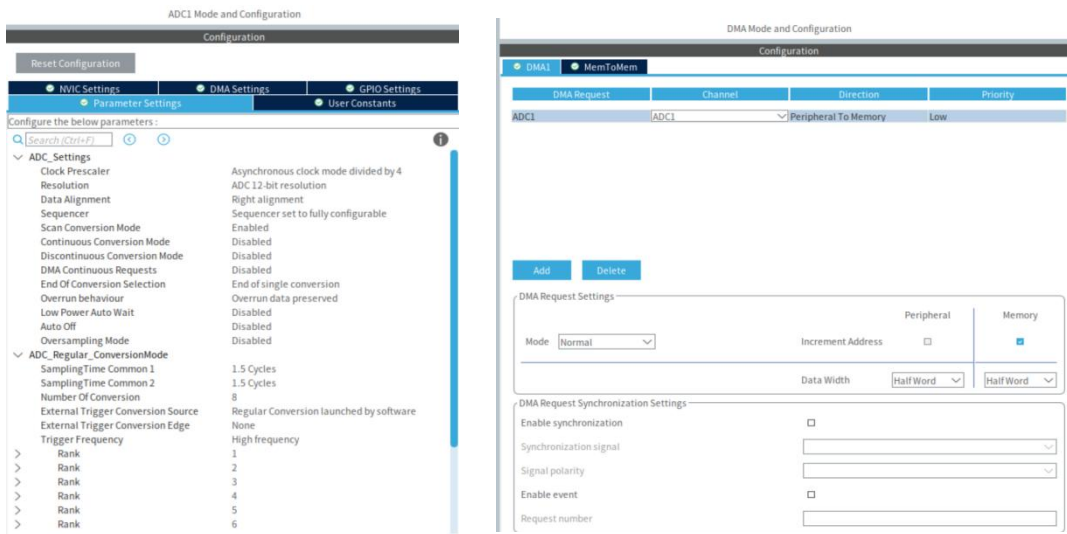 ADC1 Mode and Configuration
Configuration
Reset Configuration
NVIC Settings DMA Settings GPIO Settings
Parameter Settings User Constants
Configure the below parameters :
Search (Ctrl+F)
ADC_Settings
Clock Prescaler Asynchronous clock mode divided by 4
Resolution ADC 12-bit resolution
Data Alignment Right alignment
Sequencer Sequencer set to fully configurable
Scan Conversion Mode Enabled
Continuous Conversion Mode Disabled
Discontinuous Conversion Mode Disabled
DMA Continuous Requests Disabled
End Of Conversion Selection End of single conversion
Overrun behaviour Overrun data preserved
Low Power Auto Wait Disabled
Auto Off Disabled
Oversampling Mode Disabled
ADC_Regular_ConversionMode
SamplingTime Common 1 1.5 Cycles
SamplingTime Common 2 1.5 Cycles
Number Of Conversion 8
External Trigger Conversion Source Regular Conversion launched by software
External Trigger Conversion Edge None
Trigger Frequency High frequency
Rank 1
Rank 2
Rank 3
Rank 4
Rank 5
Rank 6
DMA Mode and Configuration
Configuration
DMA1 MemToMem
DMA Request Channel Direction Priority
ADC1 ADC1 Peripheral To Memory Low
Add Delete
DMA Request Settings
Peripheral Memory
Mode Normal Increment Address
Data Width Half Word Half Word
DMA Request Synchronization Settings
Enable synchronization
Synchronization signal
Signal polarity
Enable event
Request number